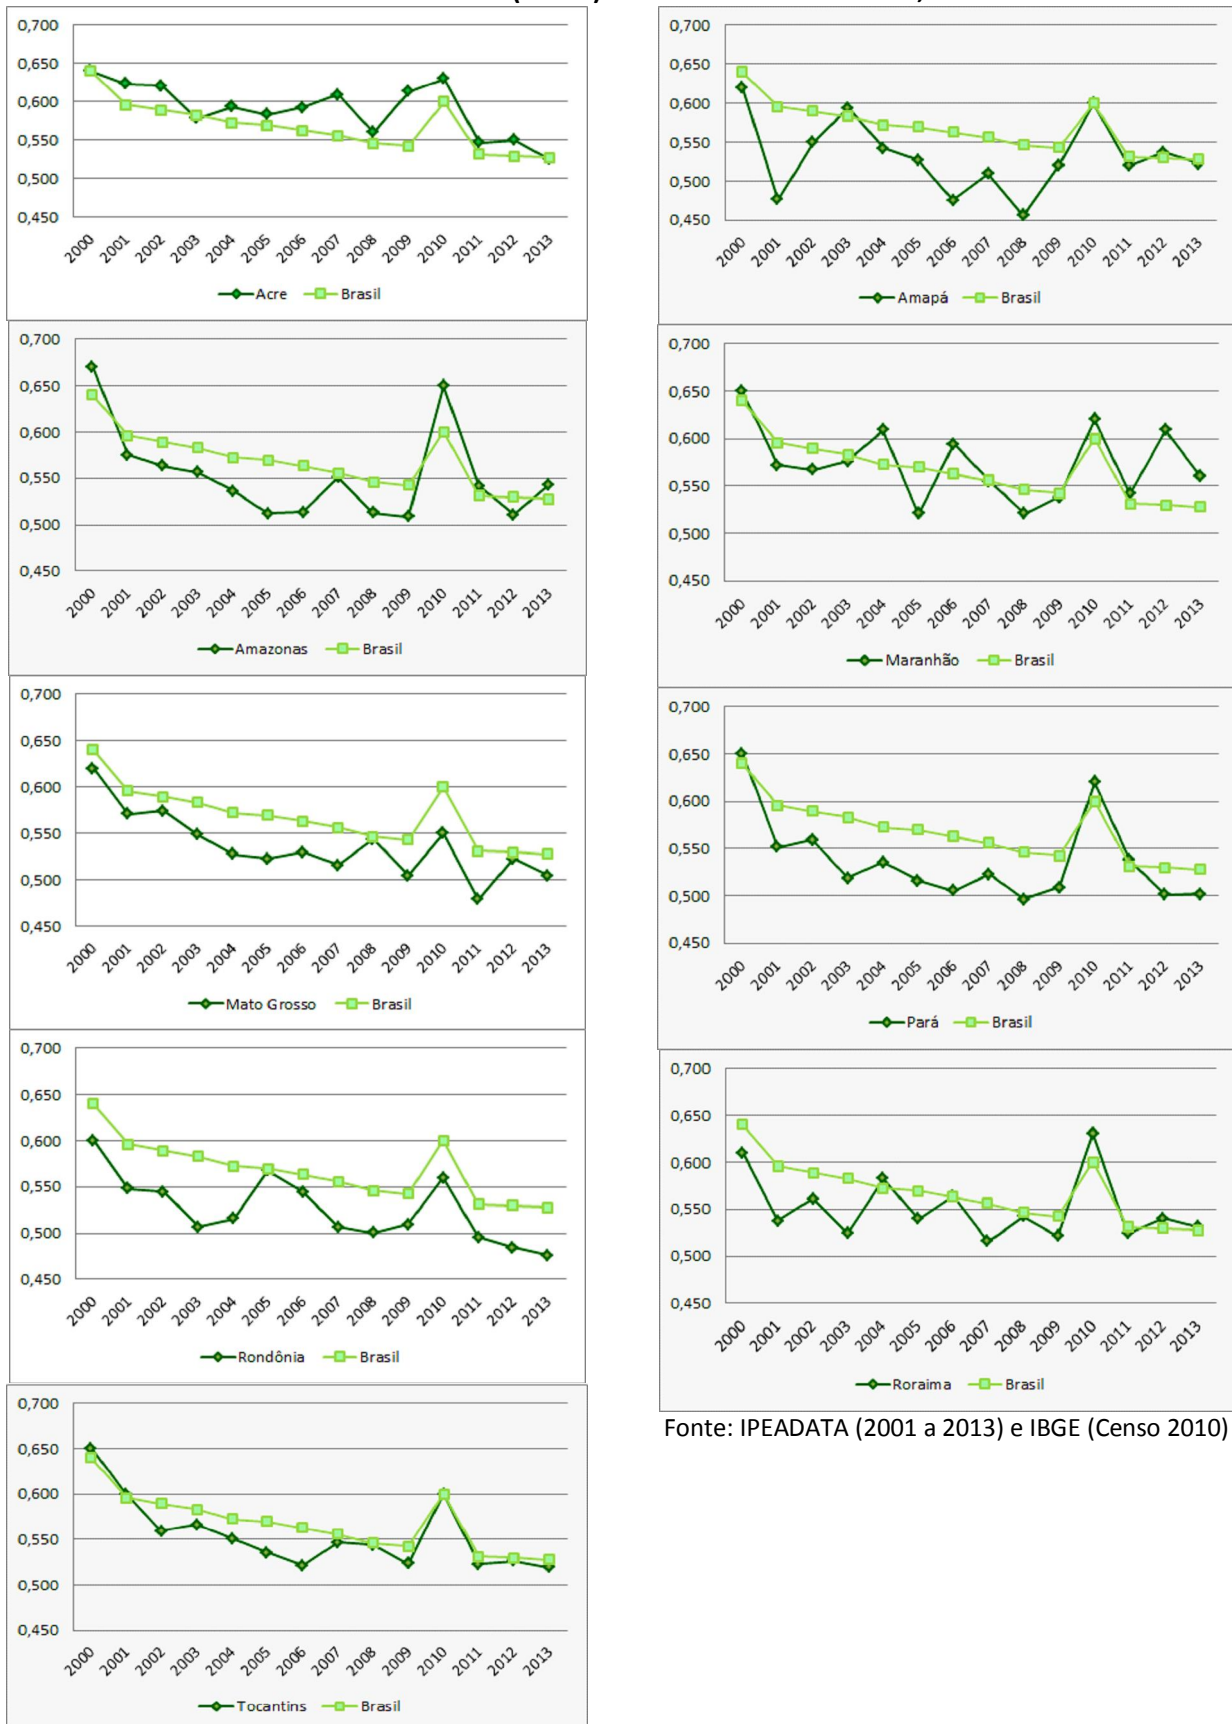 0,700
0,650
0,600
0,550
0,500
0,450
2000 2001 2002 2003 2004 2005 2006 2007 2008 2009 2010 2011 2012 2013
Acre Brasil
0,700
0,650
0,600
0,550
0,500
0,450
2000 2001 2002 2003 2004 2005 2006 2007 2008 2009 2010 2011 2012 2013
Amapá Brasil
0,700
0,650
0,600
0,550
0,500
0,450
2000 2001 2002 2003 2004 2005 2006 2007 2008 2009 2010 2011 2012 2013
Amazonas Brasil
0,700
0,650
0,600
0,550
0,500
0,450
2000 2001 2002 2003 2004 2005 2006 2007 2008 2009 2010 2011 2012 2013
Maranhão Brasil
0,700
0,650
0,600
0,550
0,500
0,450
2000 2001 2002 2003 2004 2005 2006 2007 2008 2009 2010 2011 2012 2013
Mato Grosso Brasil
0,700
0,650
0,600
0,550
0,500
0,450
2000 2001 2002 2003 2004 2005 2006 2007 2008 2009 2010 2011 2012 2013
Pará Brasil
0,700
0,650
0,600
0,550
0,500
0,450
2000 2001 2002 2003 2004 2005 2006 2007 2008 2009 2010 2011 2012 2013
Rondônia Brasil
0,700
0,650
0,600
0,550
0,500
0,450
2000 2001 2002 2003 2004 2005 2006 2007 2008 2009 2010 2011 2012 2013
Roraima Brasil
Fonte: IPEADATA (2001 a 2013) e IBGE (Censo 2010)
0,700
0,650
0,600
0,550
0,500
0,450
2000 2001 2002 2003 2004 2005 2006 2007 2008 2009 2010 2011 2012 2013
Tocantins Brasil